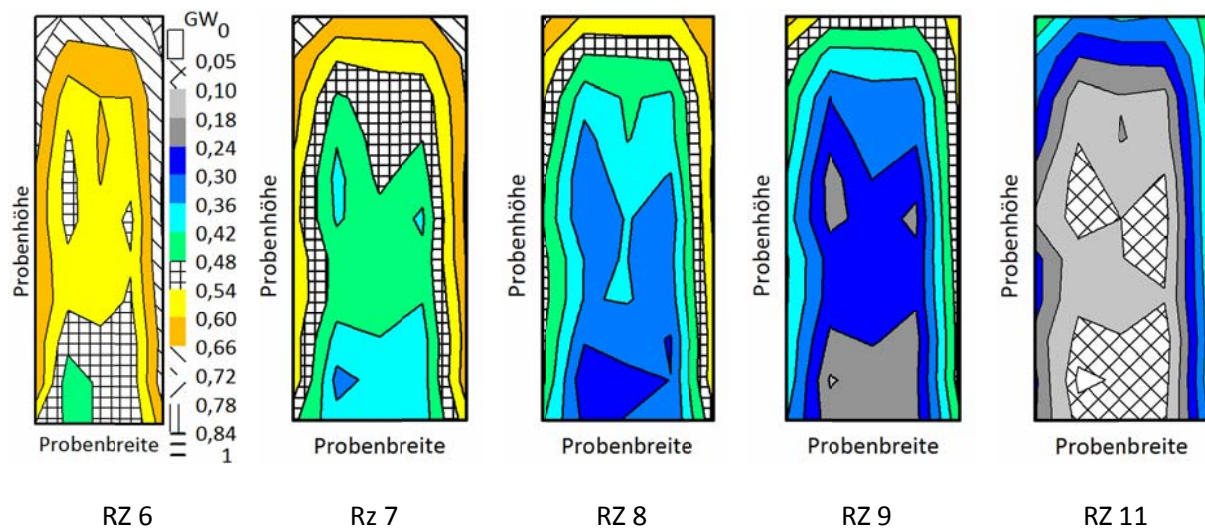 GW
0
0,05
0,10
0,18
0,24
0,30
0,36
0,42
0,48
0,54
0,60
0,66
0,72
0,78
0,84
1
Probenhöhe
Probenhöhe
Probenhöhe
Probenhöhe
Probenhöhe
Probenbreite
Probenbreite
Probenbreite
Probenbreite
Probenbreite
RZ 6
Rz 7
RZ 8
RZ 9
RZ 11